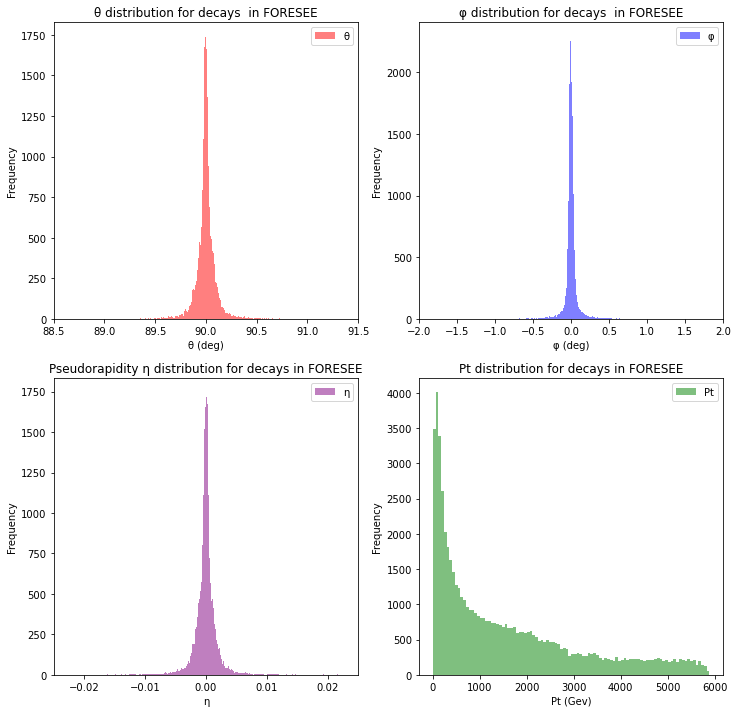 θ distribution for decays  in FORESEE
θ
Frequency
1750
1500
1250
1000
750
500
250
0
88.5 89.0 89.5 90.0 90.5 91.0 91.5
θ (deg)
φ distribution for decays  in FORESEE
φ
Frequency
2000
1500
1000
500
0
−2.0 −1.5 −1.0 −0.5 0.0 0.5 1.0 1.5 2.0
φ (deg)
Pseudorapidity η distribution for decays in FORESEE
η
Frequency
1750
1500
1250
1000
750
500
250
0
−0.02 −0.01 0.00 0.01 0.02
η
Pt distribution for decays in FORESEE
Pt
Frequency
4000
3500
3000
2500
2000
1500
1000
500
0
0 1000 2000 3000 4000 5000 6000
Pt (Gev)